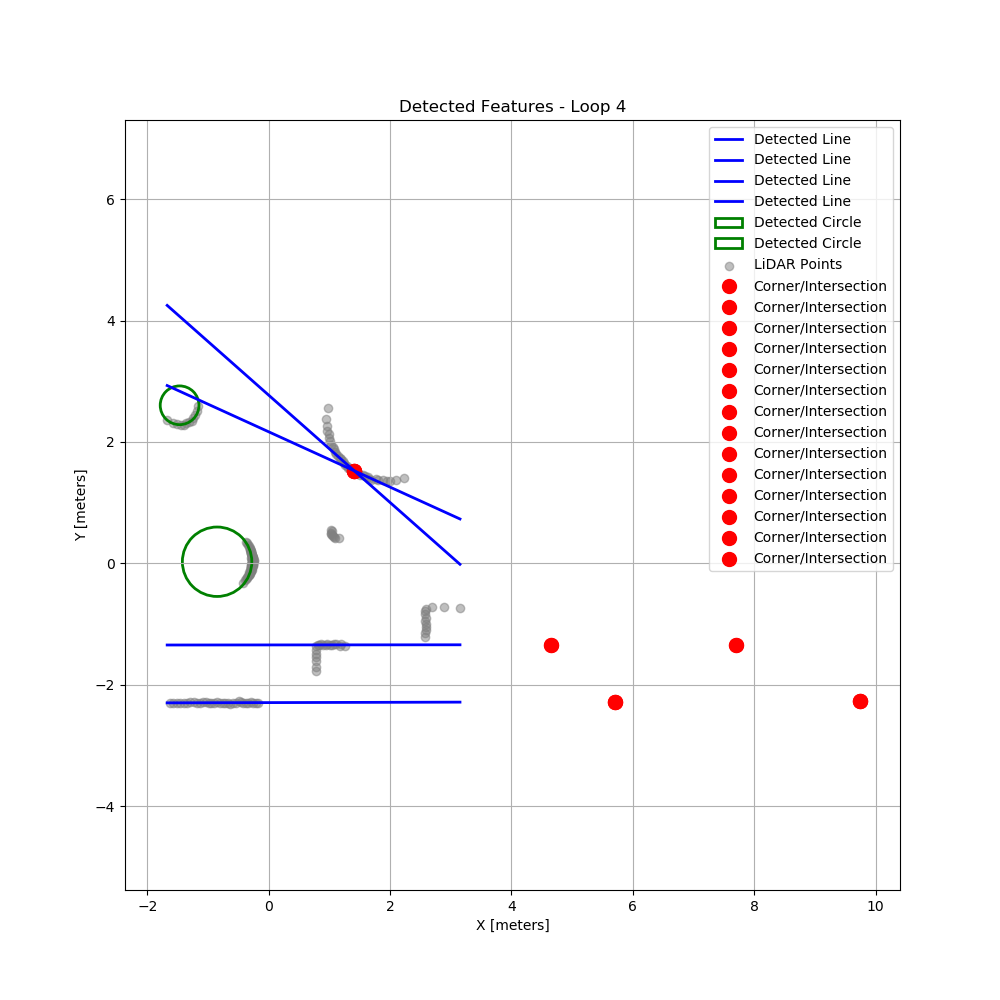 Detected Features - Loop 4
Detected Line
Detected Line
Detected Line
Detected Line
Detected Circle
Detected Circle
LiDAR Points
Corner/Intersection
Corner/Intersection
Corner/Intersection
Corner/Intersection
Corner/Intersection
Corner/Intersection
Corner/Intersection
Corner/Intersection
Corner/Intersection
Corner/Intersection
Corner/Intersection
Corner/Intersection
Corner/Intersection
Corner/Intersection
6
4
2
0
−2
−4
Y [meters]
−2 0 2 4 6 8 10
X [meters]